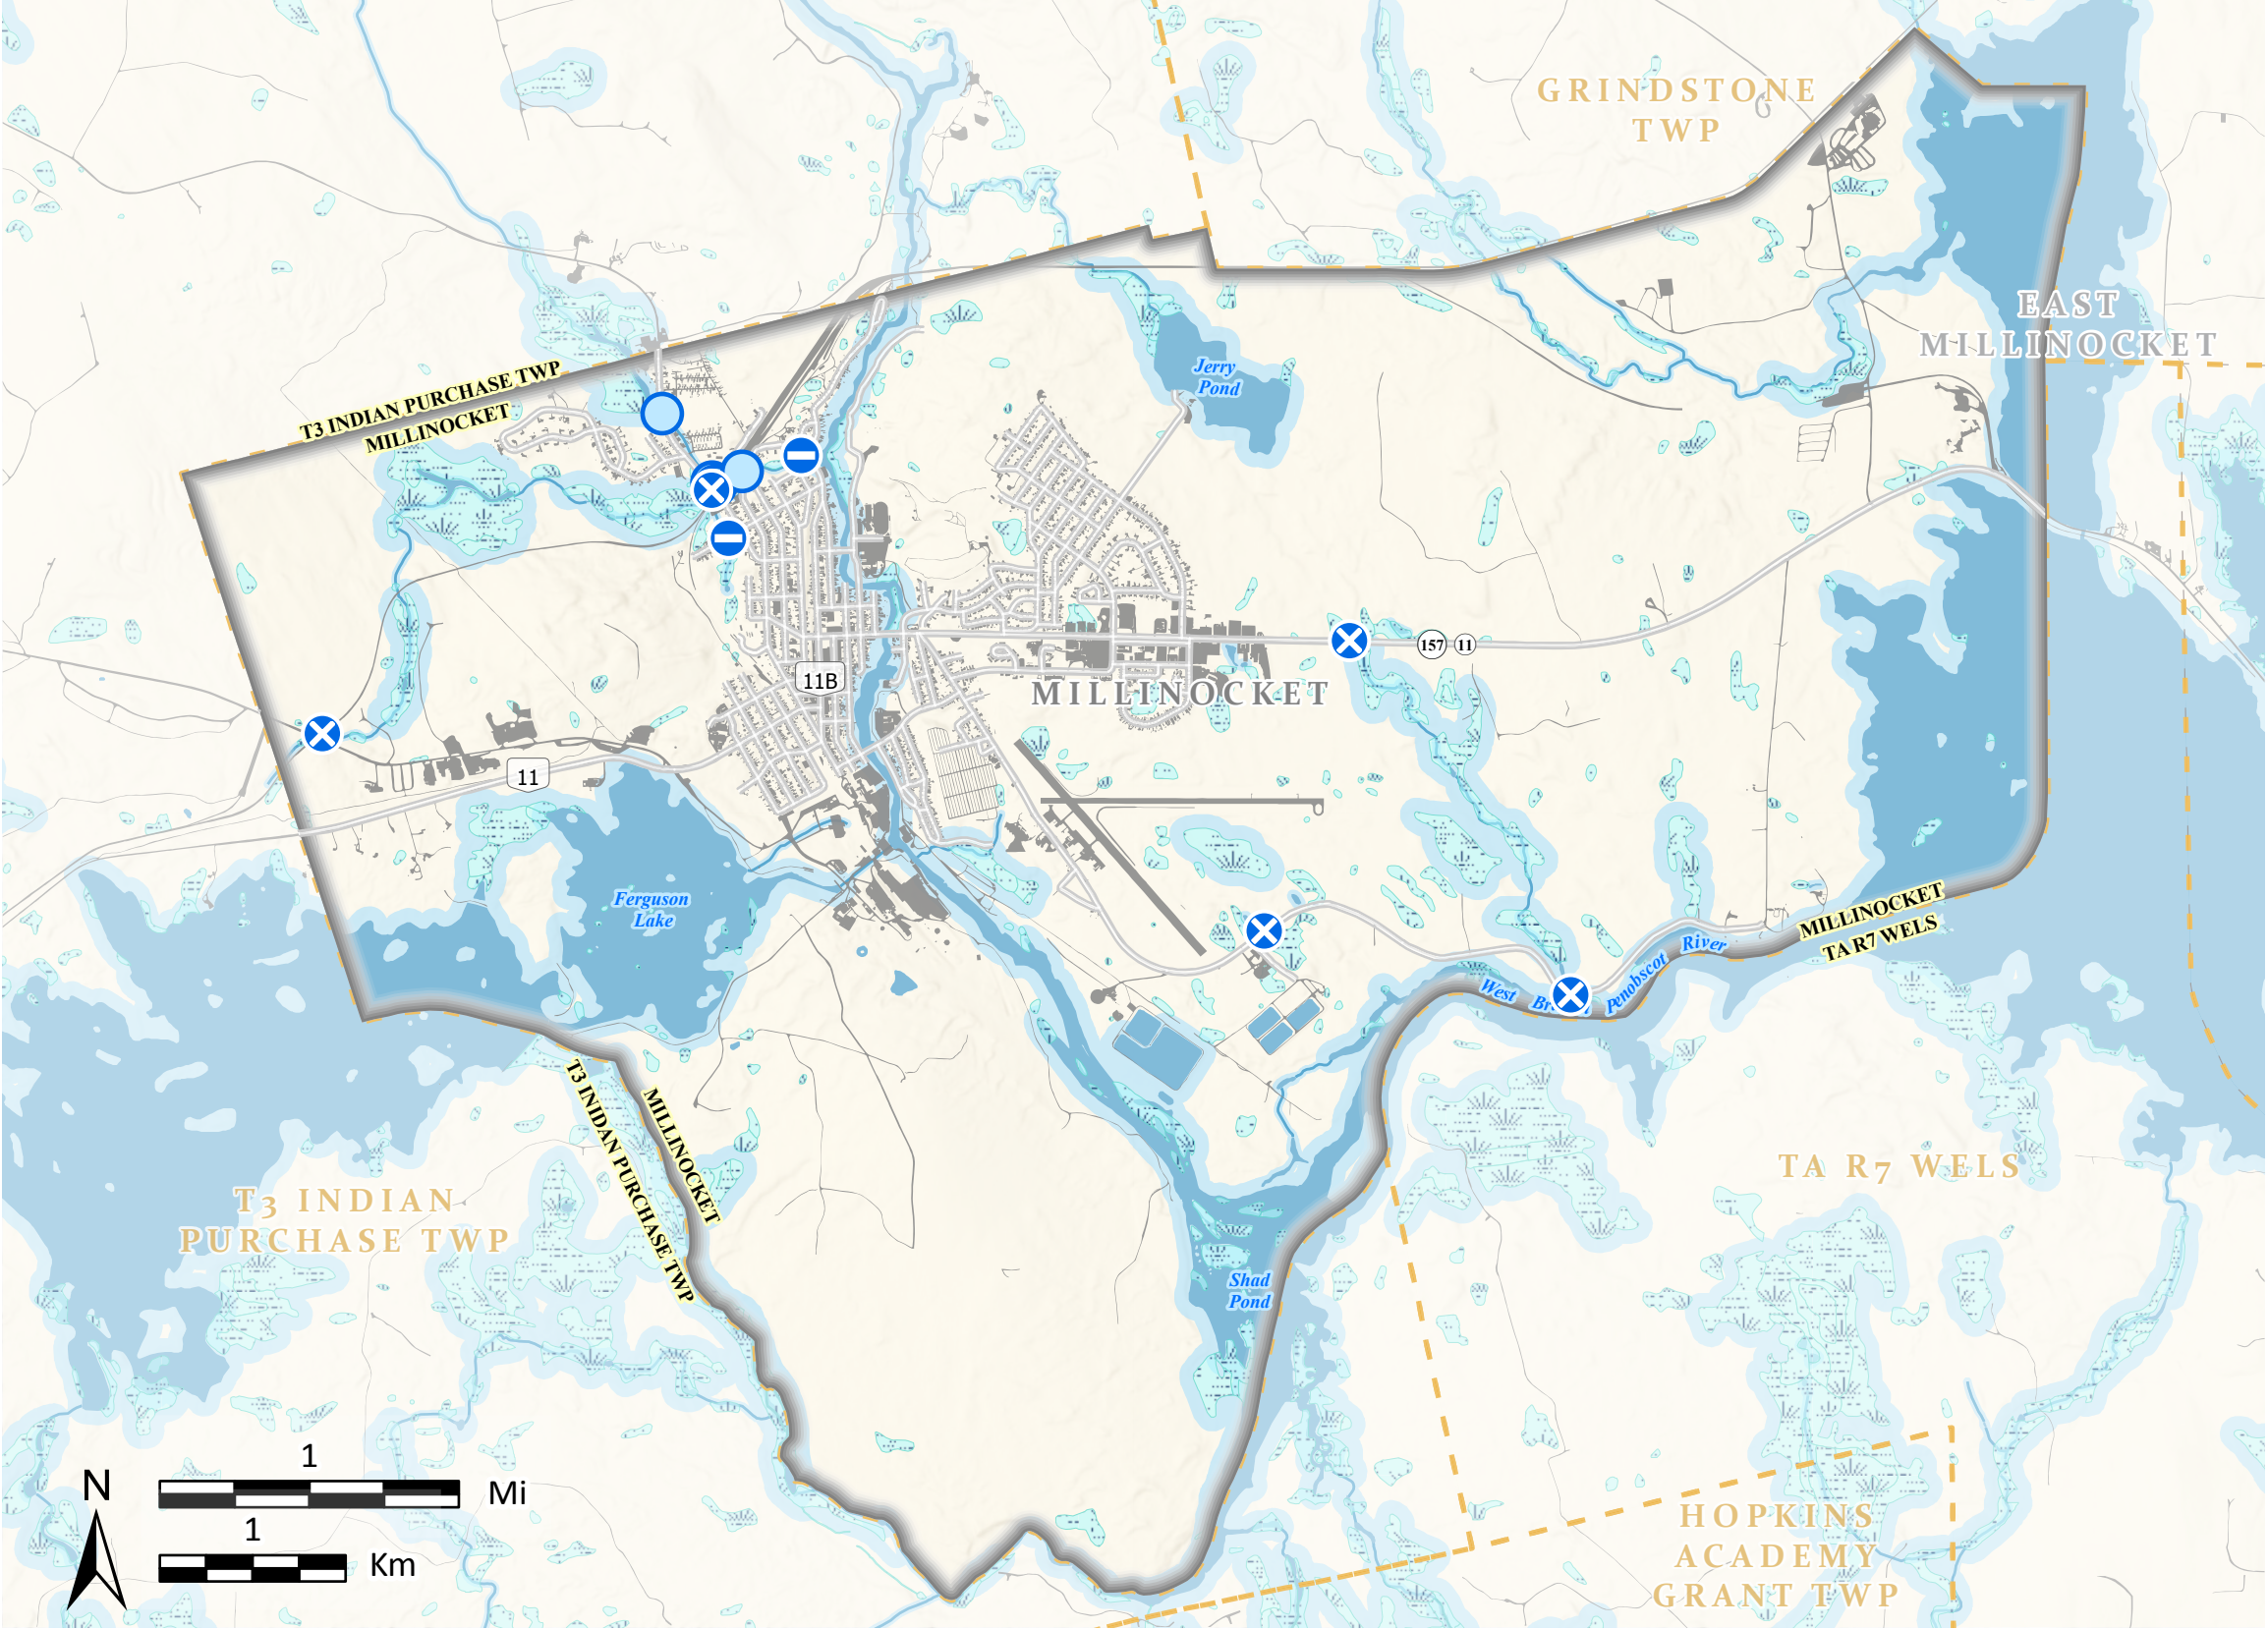 GRINDSTONE
TWP
6
EAST
MILLINOCKET
T3 INDIAN PURCHASE TWP
MILLINOCKET
Jerry
Pond
157
11
11B
MILLINOCKET
11
Ferguson
Lake
MILLINOCKET
TA R7 WELS
River
Penobscot
West
MILLINOCKET
T3 INIDAN PURCHASE TWP
TA R7 WELS
T3 INDIAN
PURCHASE TWP
Shad
Pond
N
1
Mi
1
Km
HOPKINS
ACADEMY
GRANT TWP